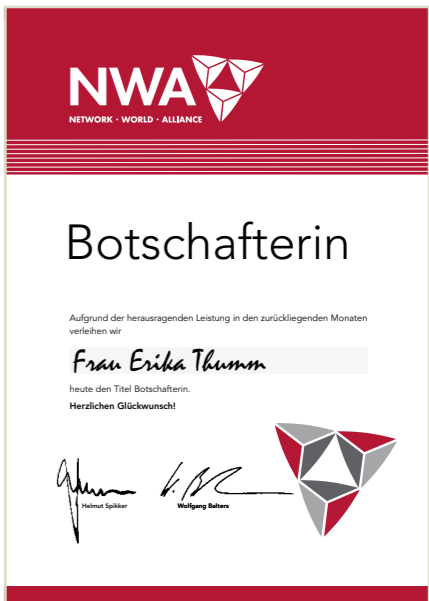 NWA
NETWORK · WORLD · ALLIANCE
Botschafterin
Aufgrund der herausragenden Leistung in den zurückliegenden Monaten
verleihen wir
Frau Erika Thumm
heute den Titel Botschafterin.
Herzlichen Glückwunsch!
Helmut Spikker
Wolfgang Balters